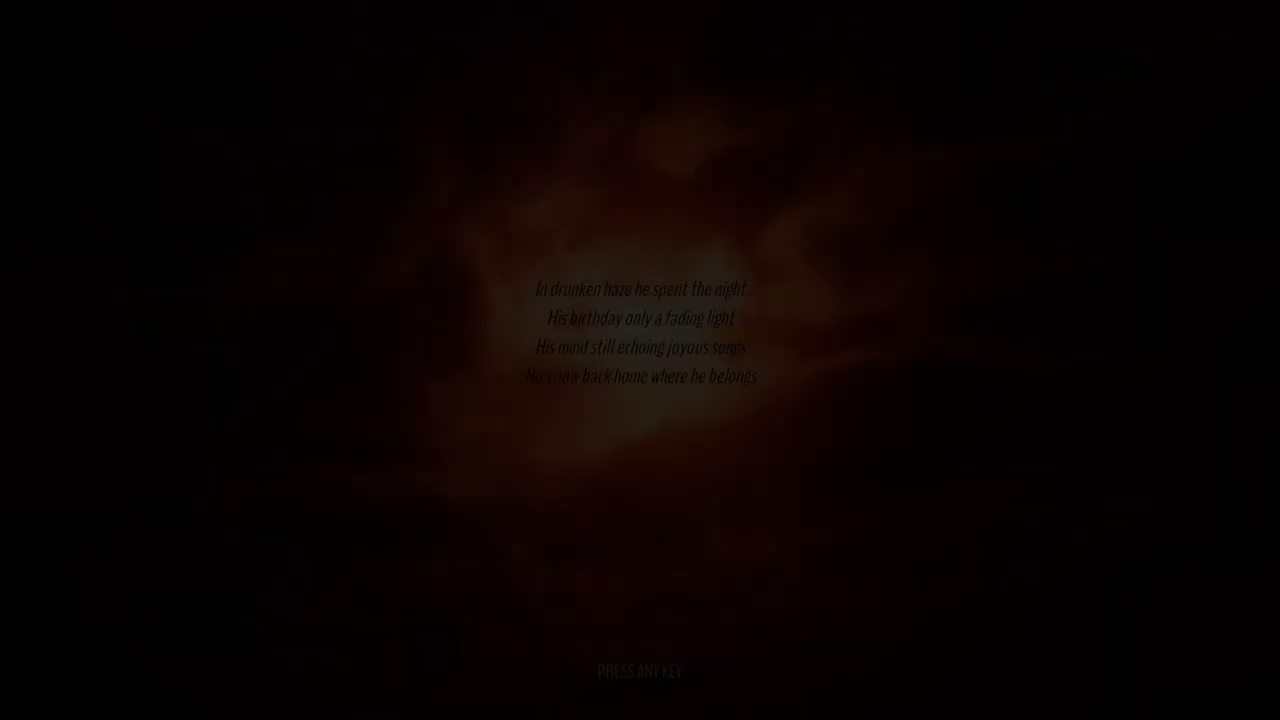 In drunken haze he spent the night
His birthday only a fading light
His mind still echoing joyous songs
He's now back home where he belongs
PRESS ANY KEY